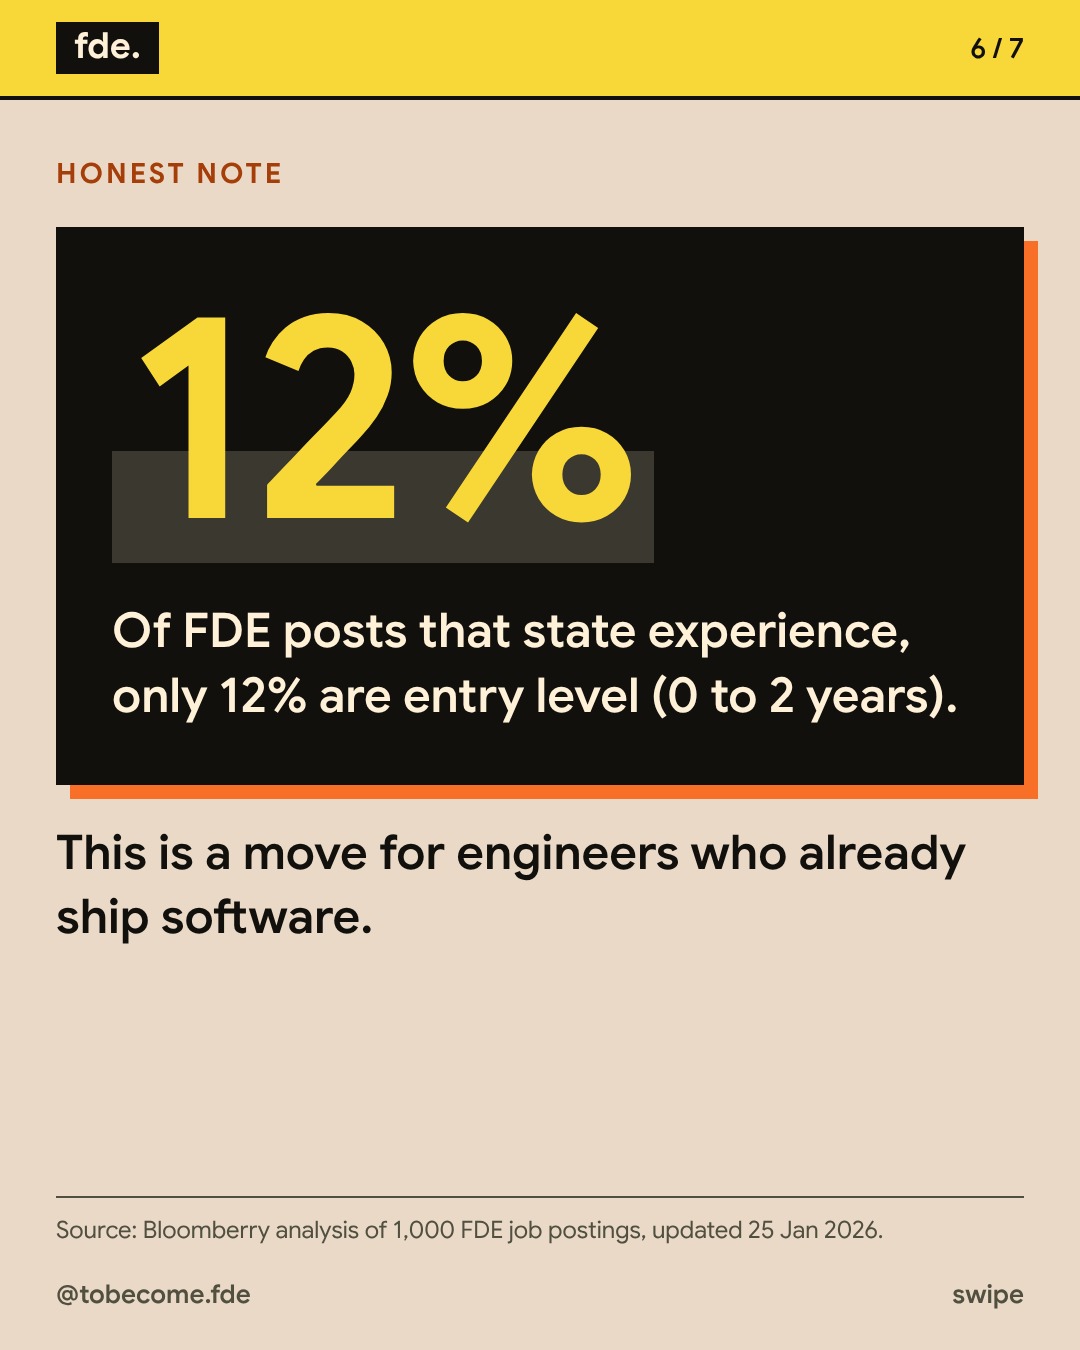 fde.
6 / 7
HONEST NOTE
12%
Of FDE posts that state experience,
only 12% are entry level (0 to 2 years).
This is a move for engineers who already
ship software.
Source: Bloomberry analysis of 1,000 FDE job postings, updated 25 Jan 2026.
@tobecome.fde
swipe